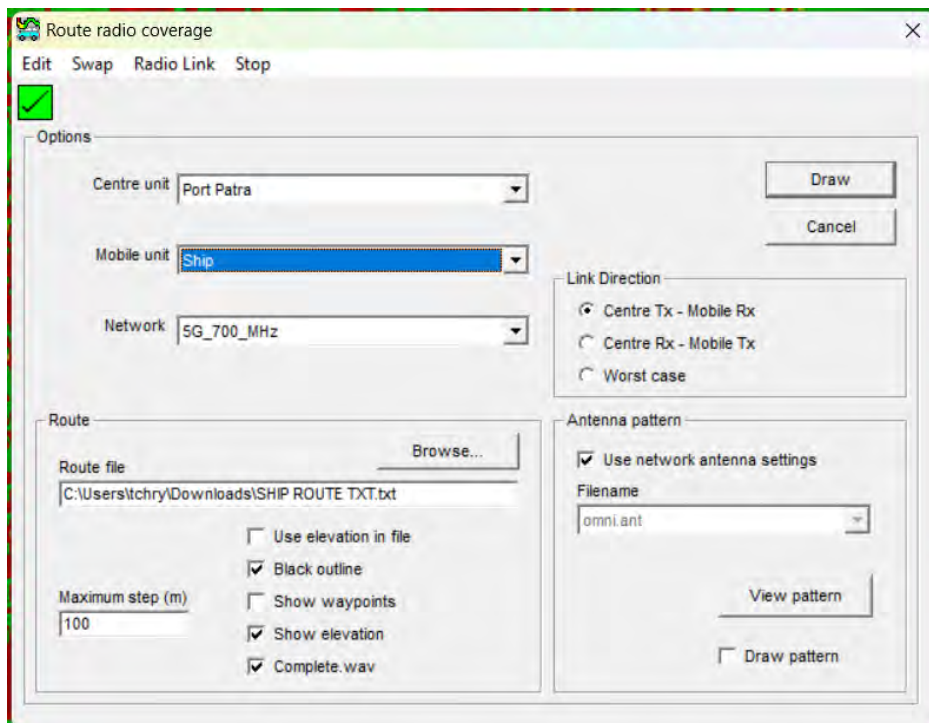 Route radio coverage
Edit Swap Radio Link Stop
Options
Centre unit Port Patra
Draw
Cancel
Mobile unit Ship
Link Direction
Centre Tx - Mobile Rx
Network 5G_700_MHz
Centre Rx - Mobile Tx
Worst case
Route
Browse...
Route file
C:\Users\tchry\Downloads\SHIP ROUTE TXT.txt
Use elevation in file
Black outline
Maximum step (m)
Show waypoints
100
Show elevation
Complete.wav
Antenna pattern
Use network antenna settings
Filename
omni.ant
View pattern
Draw pattern